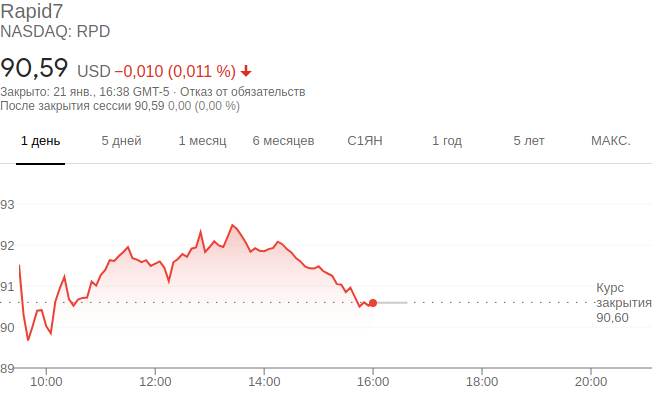 Rapid7
NASDAQ: RPD
90,59 USD −0,010 (0,011 %)
Закрыто: 21 янв., 16:38 GMT-5 · Отказ от обязательств
После закрытия сессии 90,59 0,00 (0,00 %)
1 день 5 дней 1 месяц 6 месяцев С1ЯН 1 год 5 лет МАКС.
93
92
91
Курс
закрытия
90,60
90
89
10:00 12:00 14:00 16:00 18:00 20:00